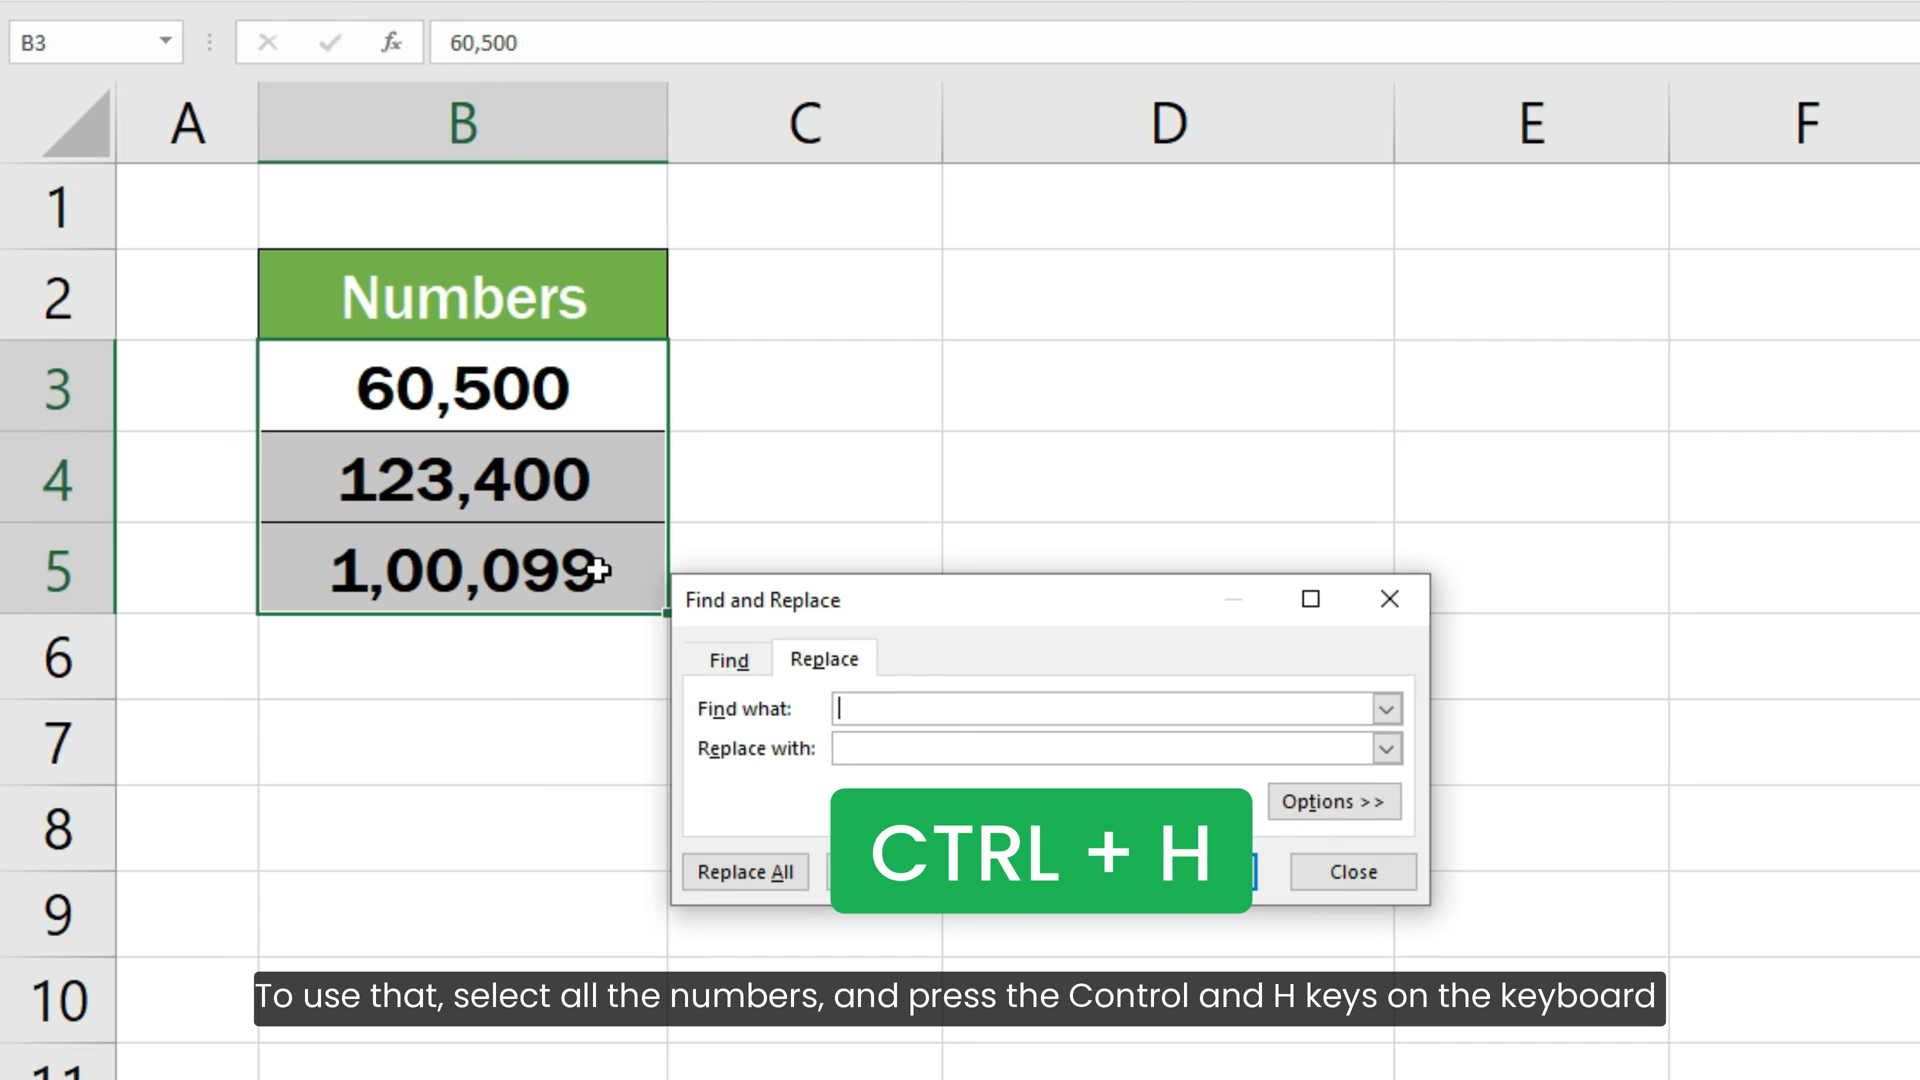 B3
fx
60,500
A B C D E F
1
2 Numbers
3 60,500
4 123,400
5 1,00,099
Find and Replace
6
Find Replace
Find what:
7
Replace with:
Options >>
8
CTRL + H
Replace All
Close
9
10
To use that, select all the numbers, and press the Control and H keys on the keyboard
11